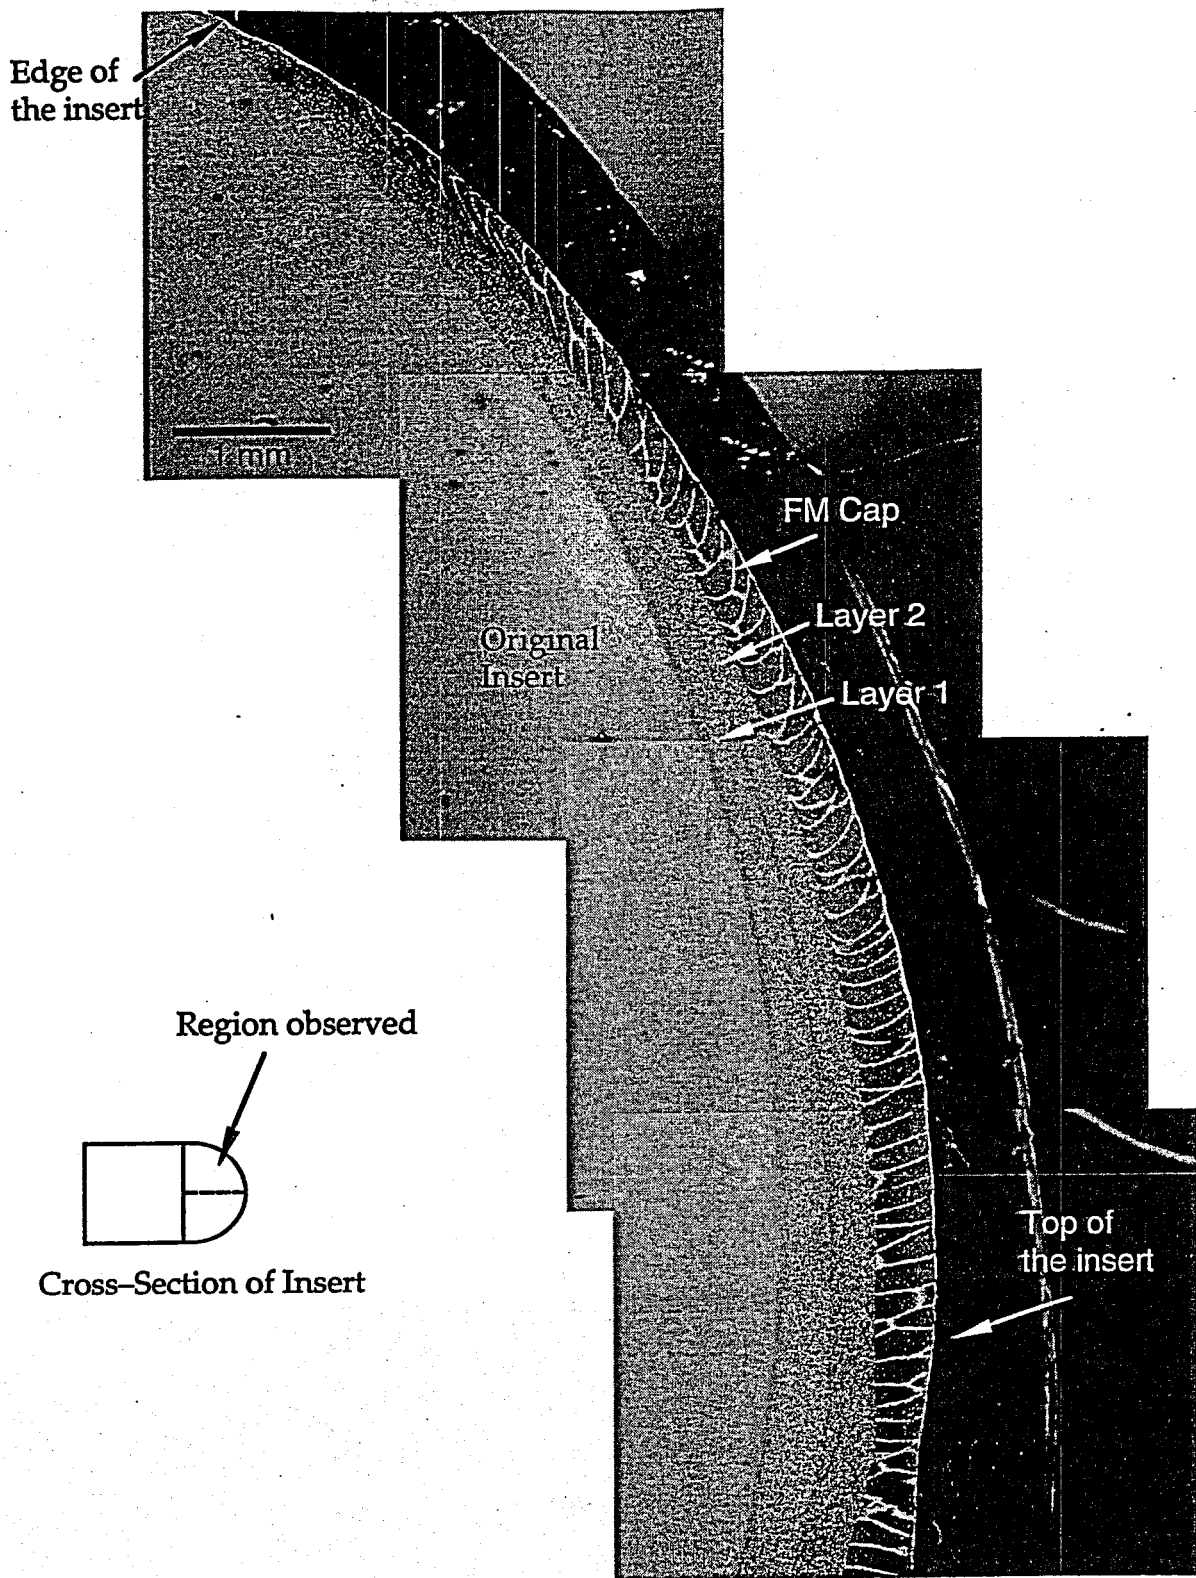 Edge of
the insert
1 mm
FM Cap
Layer 2
Original
Insert
Layer 1
Region observed
Cross–Section of Insert
Top of
the insert